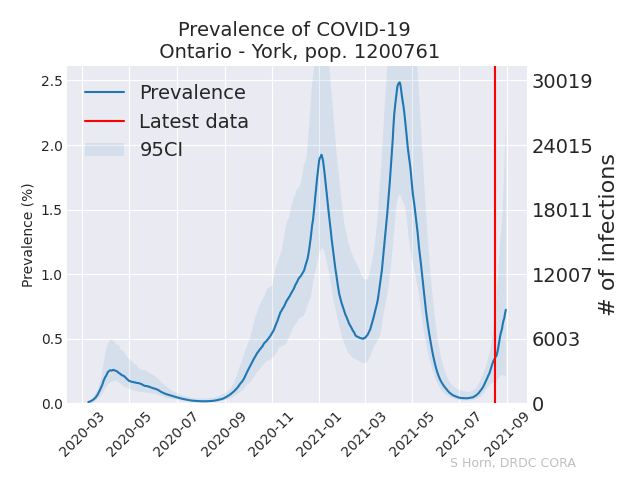 Prevalence of COVID-19
Ontario - York, pop. 1200761
Prevalence
Latest data
95CI
Prevalence (%)
2.5
2.0
1.5
1.0
0.5
0.0
30019
24015
18011
12007
6003
0
# of infections
2020-03
2020-05
2020-07
2020-09
2020-11
2021-01
2021-03
2021-05
2021-07
2021-09
S Horn, DRDC CORA